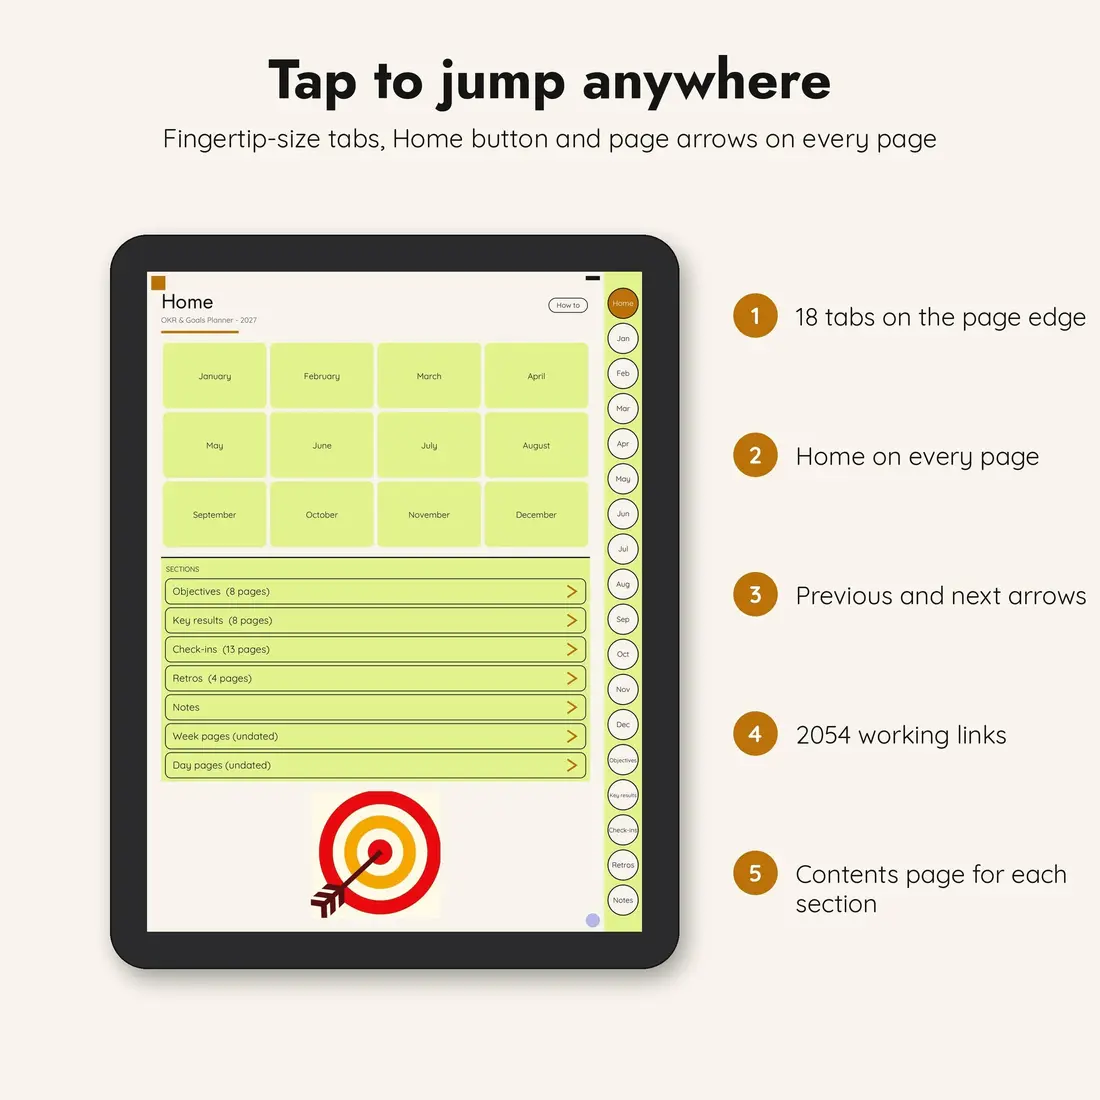 Tap to jump anywhere
Fingertip-size tabs, Home button and page arrows on every page
Home
OKR & Goals Planner - 2027
How to
January
February
March
April
May
June
July
August
September
October
November
December
SECTIONS
Objectives (8 pages)
Key results (8 pages)
Check-ins (13 pages)
Retros (4 pages)
Notes
Week pages (undated)
Day pages (undated)
Home
Jan
Feb
Mar
Apr
May
Jun
Jul
Aug
Sep
Oct
Nov
Dec
Objectives
Key results
Check-ins
Retros
Notes
1 18 tabs on the page edge
2 Home on every page
3 Previous and next arrows
4 2054 working links
5 Contents page for each
section